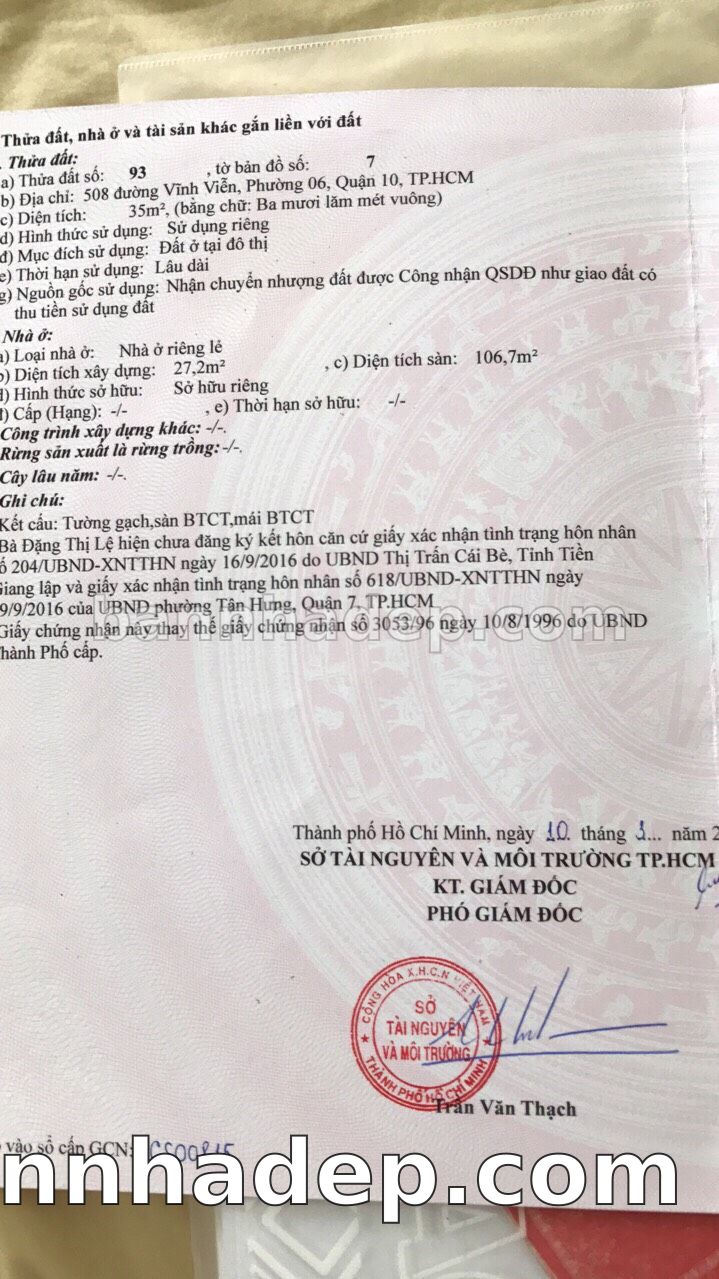 Thửa đất, nhà ở và tài sản khác gắn liền với đất
. Thửa đất:
a) Thửa đất số: 93 , tờ bản đồ số: 7
b) Địa chỉ: 508 đường Vĩnh Viễn, Phường 06, Quận 10, TP.HCM
c) Diện tích: 35m², (bằng chữ: Ba mươi lăm mét vuông)
d) Hình thức sử dụng: Sử dụng riêng
đ) Mục đích sử dụng: Đất ở tại đô thị
e) Thời hạn sử dụng: Lâu dài
g) Nguồn gốc sử dụng: Nhận chuyển nhượng đất được Công nhận QSDĐ như giao đất có
thu tiền sử dụng đất
Nhà ở:
a) Loại nhà ở: Nhà ở riêng lẻ
b) Diện tích xây dựng: 27,2m² , c) Diện tích sàn: 106,7m²
d) Hình thức sở hữu: Sở hữu riêng
) Cấp (Hạng): -/- , e) Thời hạn sở hữu: -/-
Công trình xây dựng khác: -/-.
Rừng sản xuất là rừng trồng: -/-.
Cây lâu năm: -/-.
Ghi chú:
Kết cấu: Tường gạch,sàn BTCT,mái BTCT
Bà Đặng Thị Lệ hiện chưa đăng ký kết hôn căn cứ giấy xác nhận tình trạng hôn nhân
ố 204/UBND-XNTTHN ngày 16/9/2016 do UBND Thị Trấn Cái Bè, Tỉnh Tiền
Giang lập và giấy xác nhận tình trạng hôn nhân số 618/UBND-XNTTHN ngày
9/9/2016 của UBND phường Tân Hưng, Quận 7, TP.HCM
bannhadep.com
Giấy chứng nhận này thay thế giấy chứng nhận số 3053/96 ngày 10/8/1996 do UBND
Thành Phố cấp.
Thành phố Hồ Chí Minh, ngày 10 tháng 1... năm 2
SỞ TÀI NGUYÊN VÀ MÔI TRƯỜNG TP.HCM
KT. GIÁM ĐỐC
PHÓ GIÁM ĐỐC
CỘNG HÒA X.H.C.N VIỆT NAM
SỞ
TÀI NGUYÊN
VÀ MÔI TRƯỜNG
THÀNH PHỐ HỒ CHÍ MINH
Trần Văn Thạch
vào sổ cấp GCN:
nnhadep.com